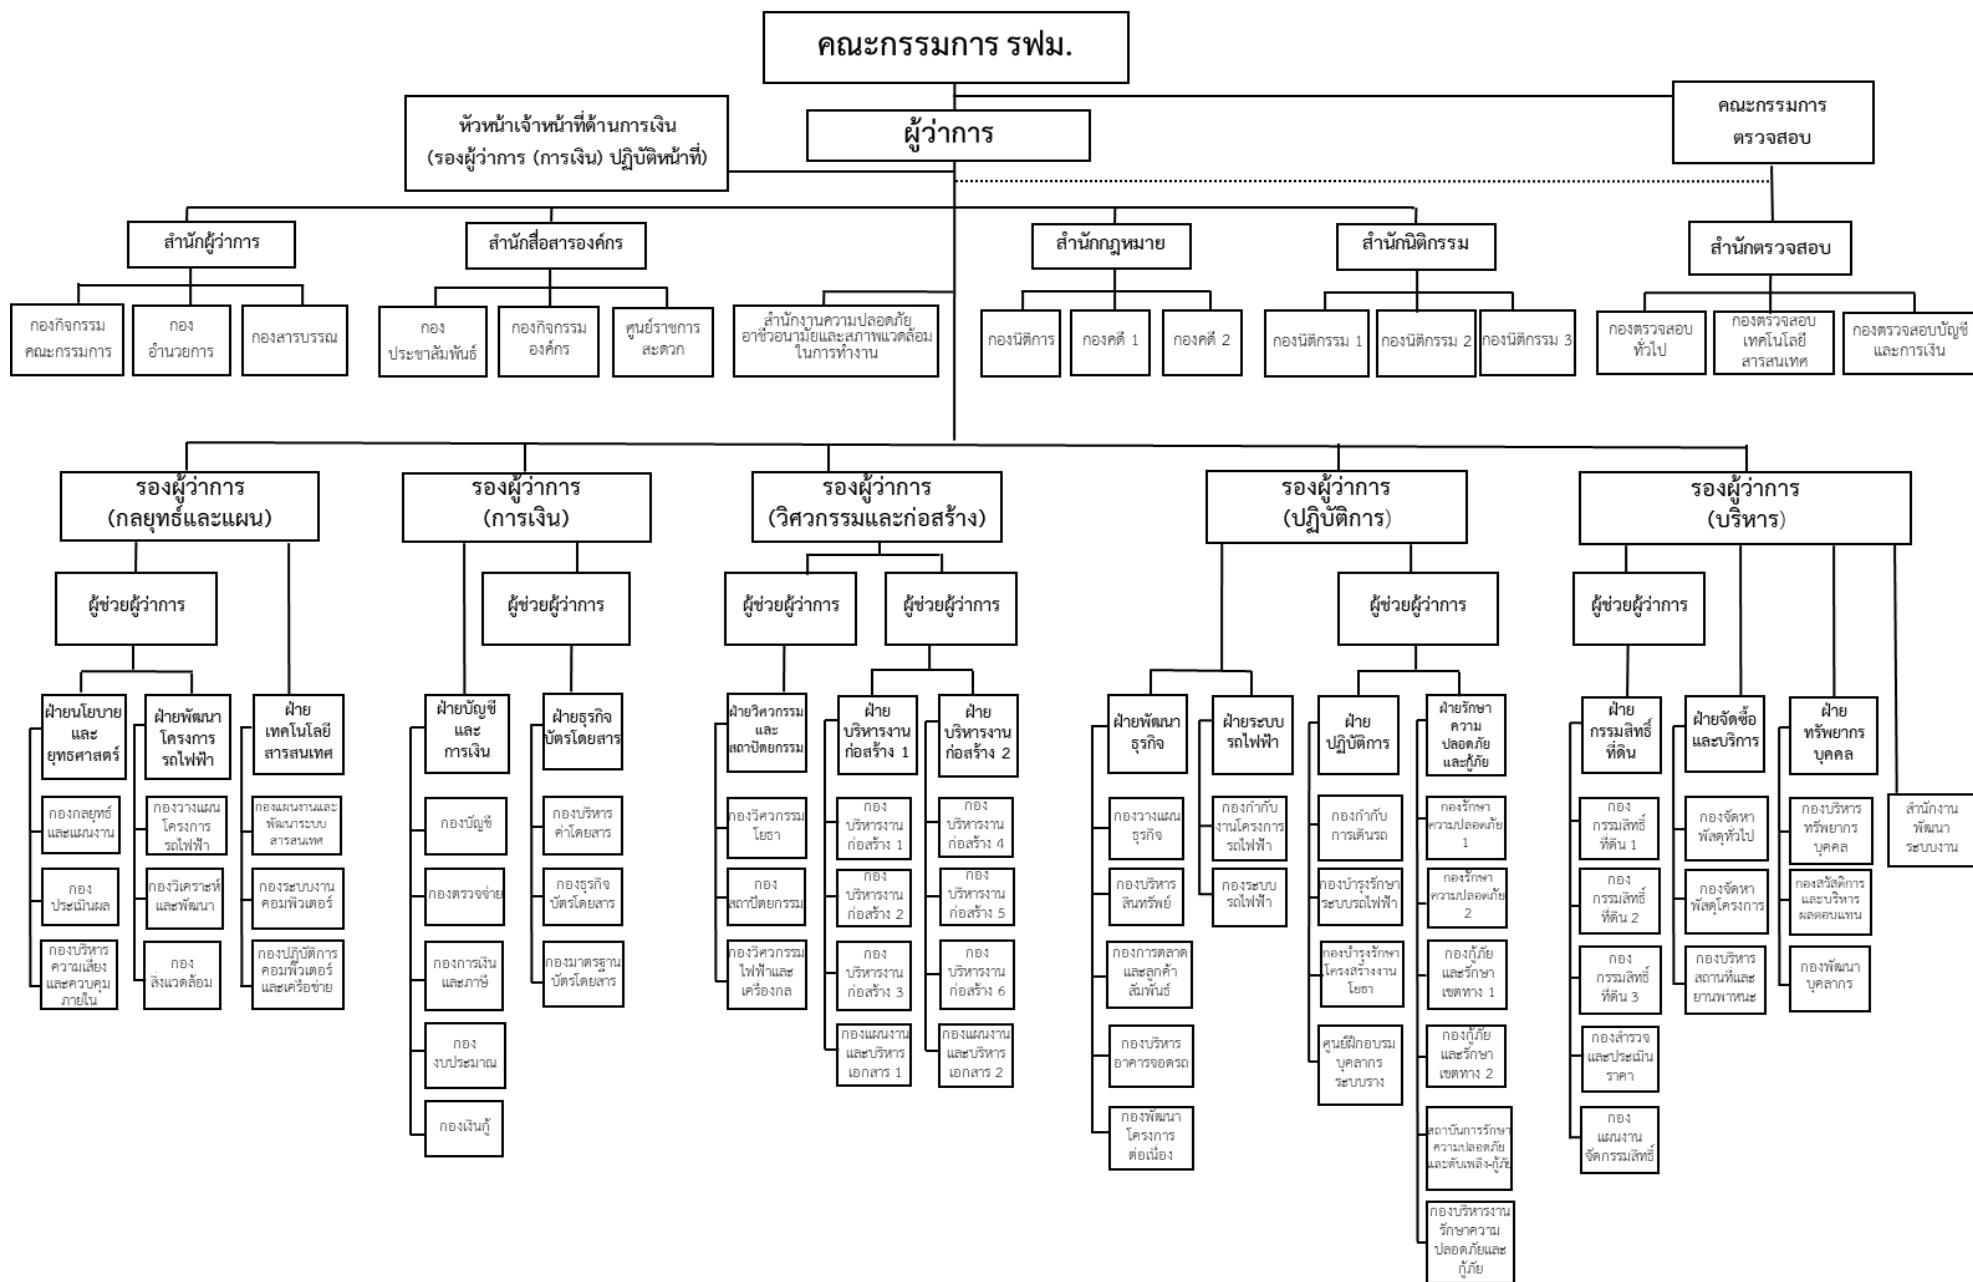 คณะกรรมการ รฟม.
หัวหน้าเจ้าหน้าที่ด้านการเงิน
(รองผู้ว่าการ (การเงิน) ปฏิบัติหน้าที่)
ผู้ว่าการ
คณะกรรมการ
ตรวจสอบ
สำนักผู้ว่าการ
สำนักสื่อสารองค์กร
สำนักกฎหมาย
สำนักนิติกรรม
สำนักตรวจสอบ
กองกิจกรรม
คณะกรรมการ
กอง
อำนวยการ
กองสารบรรณ
กอง
ประชาสัมพันธ์
กองกิจกรรม
องค์กร
ศูนย์ราชการ
สะดวก
สำนักงานความปลอดภัย
อาชีวอนามัยและสภาพแวดล้อม
ในการทำงาน
กองนิติการ
กองคดี 1
กองคดี 2
กองนิติกรรม 1
กองนิติกรรม 2
กองนิติกรรม 3
กองตรวจสอบ
ทั่วไป
กองตรวจสอบ
เทคโนโลยี
สารสนเทศ
กองตรวจสอบบัญชี
และการเงิน
รองผู้ว่าการ
(กลยุทธ์และแผน)
รองผู้ว่าการ
(การเงิน)
รองผู้ว่าการ
(วิศวกรรมและก่อสร้าง)
รองผู้ว่าการ
(ปฏิบัติการ)
รองผู้ว่าการ
(บริหาร)
ผู้ช่วยผู้ว่าการ
ผู้ช่วยผู้ว่าการ
ผู้ช่วยผู้ว่าการ
ผู้ช่วยผู้ว่าการ
ผู้ช่วยผู้ว่าการ
ผู้ช่วยผู้ว่าการ
ฝ่ายนโยบาย
และ
ยุทธศาสตร์
ฝ่ายพัฒนา
โครงการ
รถไฟฟ้า
ฝ่าย
เทคโนโลยี
สารสนเทศ
ฝ่ายบัญชี
และ
การเงิน
ฝ่ายธุรกิจ
บัตรโดยสาร
ฝ่ายวิศวกรรม
และ
สถาปัตยกรรม
ฝ่าย
บริหารงาน
ก่อสร้าง 1
ฝ่าย
บริหารงาน
ก่อสร้าง 2
ฝ่ายพัฒนา
ธุรกิจ
ฝ่ายระบบ
รถไฟฟ้า
ฝ่าย
ปฏิบัติการ
ฝ่ายรักษา
ความ
ปลอดภัย
และกู้ภัย
ฝ่าย
กรรมสิทธิ์
ที่ดิน
ฝ่ายจัดซื้อ
และบริการ
ฝ่าย
ทรัพยากร
บุคคล
กองกลยุทธ์
และแผนงาน
กองวางแผน
โครงการ
รถไฟฟ้า
กองแผนงานและ
พัฒนาระบบ
สารสนเทศ
กองบัญชี
กองบริหาร
ค่าโดยสาร
กองวิศวกรรม
โยธา
กอง
บริหารงาน
ก่อสร้าง 1
กอง
บริหารงาน
ก่อสร้าง 4
กองวางแผน
ธุรกิจ
กองกำกับ
งานโครงการ
รถไฟฟ้า
กองกำกับ
การเดินรถ
กองรักษา
ความปลอดภัย
1
กอง
กรรมสิทธิ์
ที่ดิน 1
กองจัดหา
พัสดุทั่วไป
กองบริหาร
ทรัพยากร
บุคคล
สำนักงาน
พัฒนา
ระบบงาน
กอง
ประเมินผล
กองวิเคราะห์
และพัฒนา
กองระบบงาน
คอมพิวเตอร์
กองตรวจจ่าย
กองธุรกิจ
บัตรโดยสาร
กอง
สถาปัตยกรรม
กอง
บริหารงาน
ก่อสร้าง 2
กอง
บริหารงาน
ก่อสร้าง 5
กองบริหาร
สินทรัพย์
กองระบบ
รถไฟฟ้า
กองบำรุงรักษา
ระบบรถไฟฟ้า
กองรักษา
ความปลอดภัย
2
กอง
กรรมสิทธิ์
ที่ดิน 2
กองจัดหา
พัสดุโครงการ
กองสวัสดิการ
และบริหาร
ผลตอบแทน
กองบริหาร
ความเสี่ยง
และควบคุม
ภายใน
กอง
สิ่งแวดล้อม
กองปฏิบัติการ
คอมพิวเตอร์
และเครือข่าย
กองการเงิน
และภาษี
กองมาตรฐาน
บัตรโดยสาร
กองวิศวกรรม
ไฟฟ้าและ
เครื่องกล
กอง
บริหารงาน
ก่อสร้าง 3
กอง
บริหารงาน
ก่อสร้าง 6
กองการตลาด
และลูกค้า
สัมพันธ์
กองบำรุงรักษา
โครงสร้างงาน
โยธา
กองกู้ภัย
และรักษา
เขตทาง 1
กอง
กรรมสิทธิ์
ที่ดิน 3
กองบริหาร
สถานที่และ
ยานพาหนะ
กองพัฒนา
บุคลากร
กอง
งบประมาณ
กองแผนงาน
และบริหาร
เอกสาร 1
กองแผนงาน
และบริหาร
เอกสาร 2
กองบริหาร
อาคารจอดรถ
ศูนย์ฝึกอบรม
บุคลากร
ระบบราง
กองกู้ภัย
และรักษา
เขตทาง 2
กองสำรวจ
และประเมิน
ราคา
กองเงินกู้
กองพัฒนา
โครงการ
ต่อเนื่อง
สถาบันการรักษา
ความปลอดภัย
และดับเพลิง-กู้ภัย
กอง
แผนงาน
จัดกรรมสิทธิ์
กองบริหารงาน
รักษาความ
ปลอดภัยและ
กู้ภัย